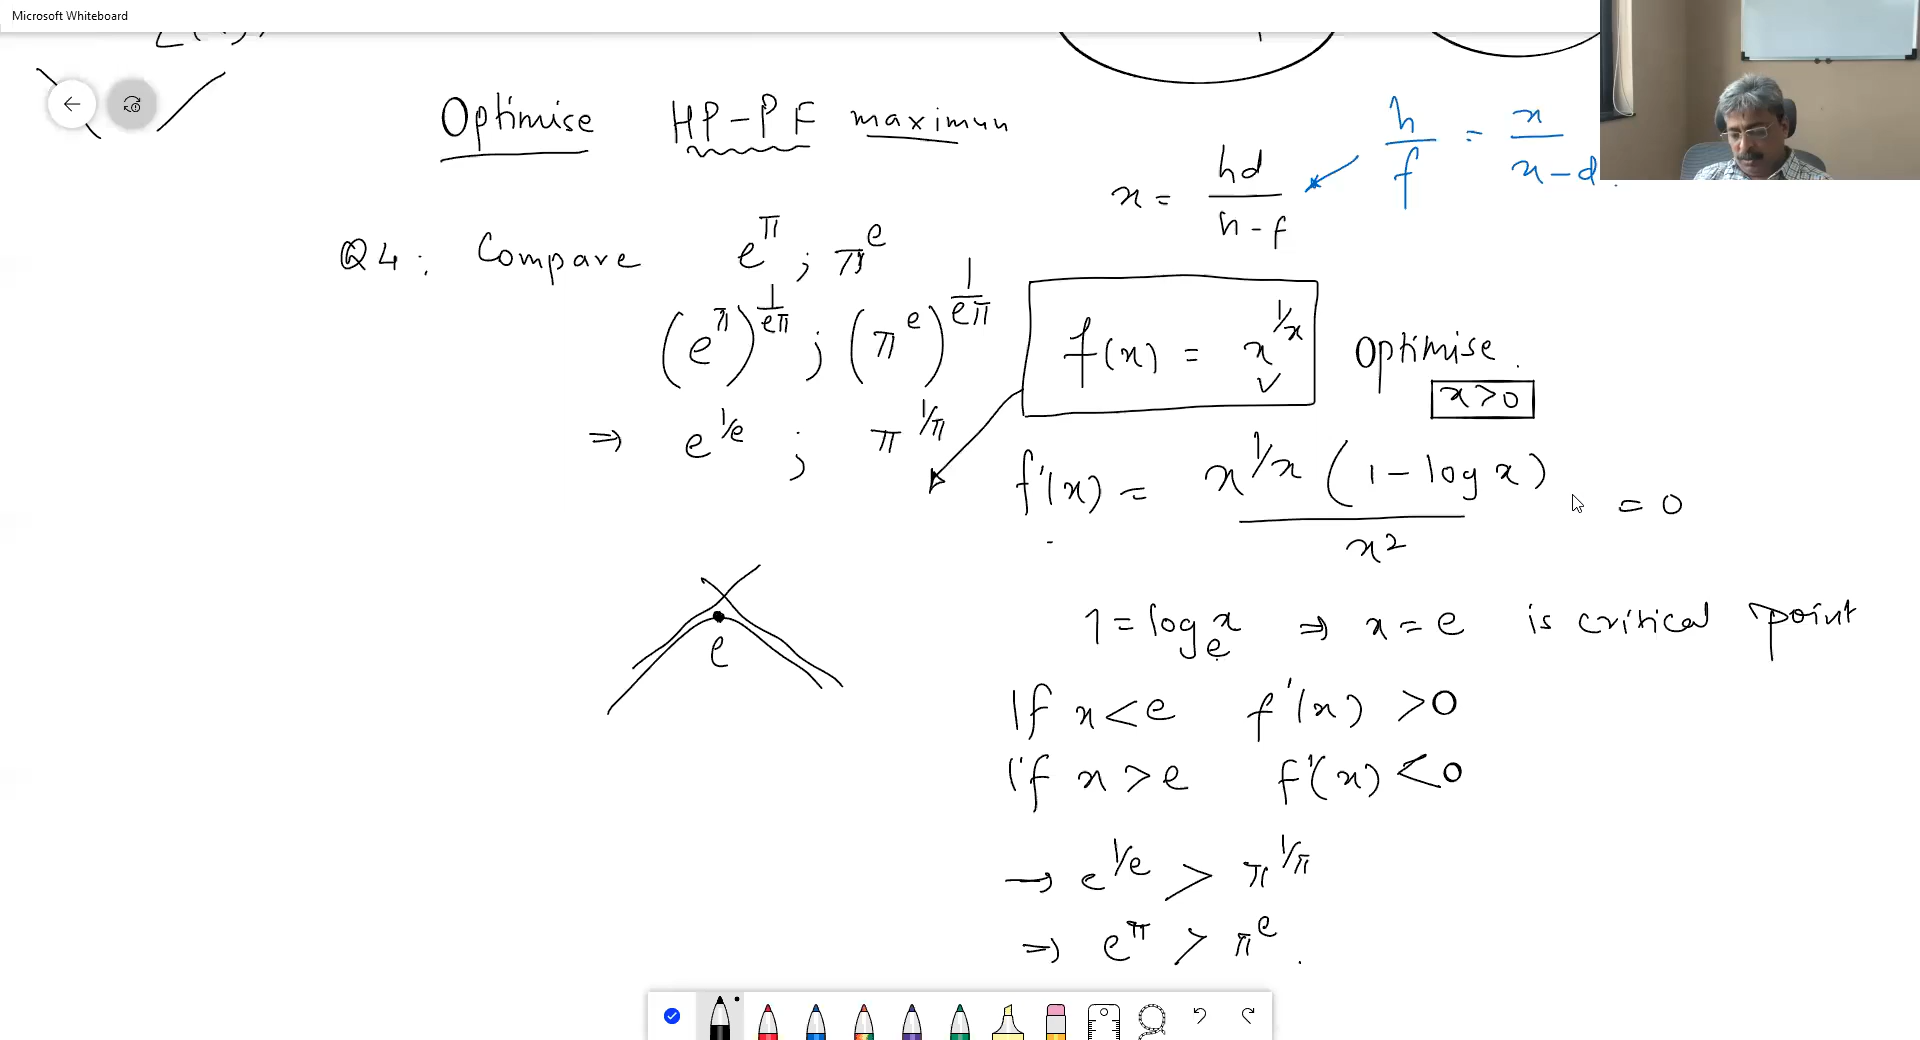 Microsoft Whiteboard
Optimise HP-PF maximum
h/f = x/x-d
x = hd/h-f
Q4: Compare e^π ; π^e
(e^π)^1/eπ ; (π^e)^1/eπ
f(x) = x^1/x Optimise.
x>0
⇒ e^1/e ; π^1/π
f'(x) = x^1/x (1 - log x)/x² = 0
e
1 = log_e x ⇒ x = e is critical point
If x<e f'(x) >0
if x>e f'(x) <0
→ e^1/e > π^1/π
⇒ e^π > π^e.